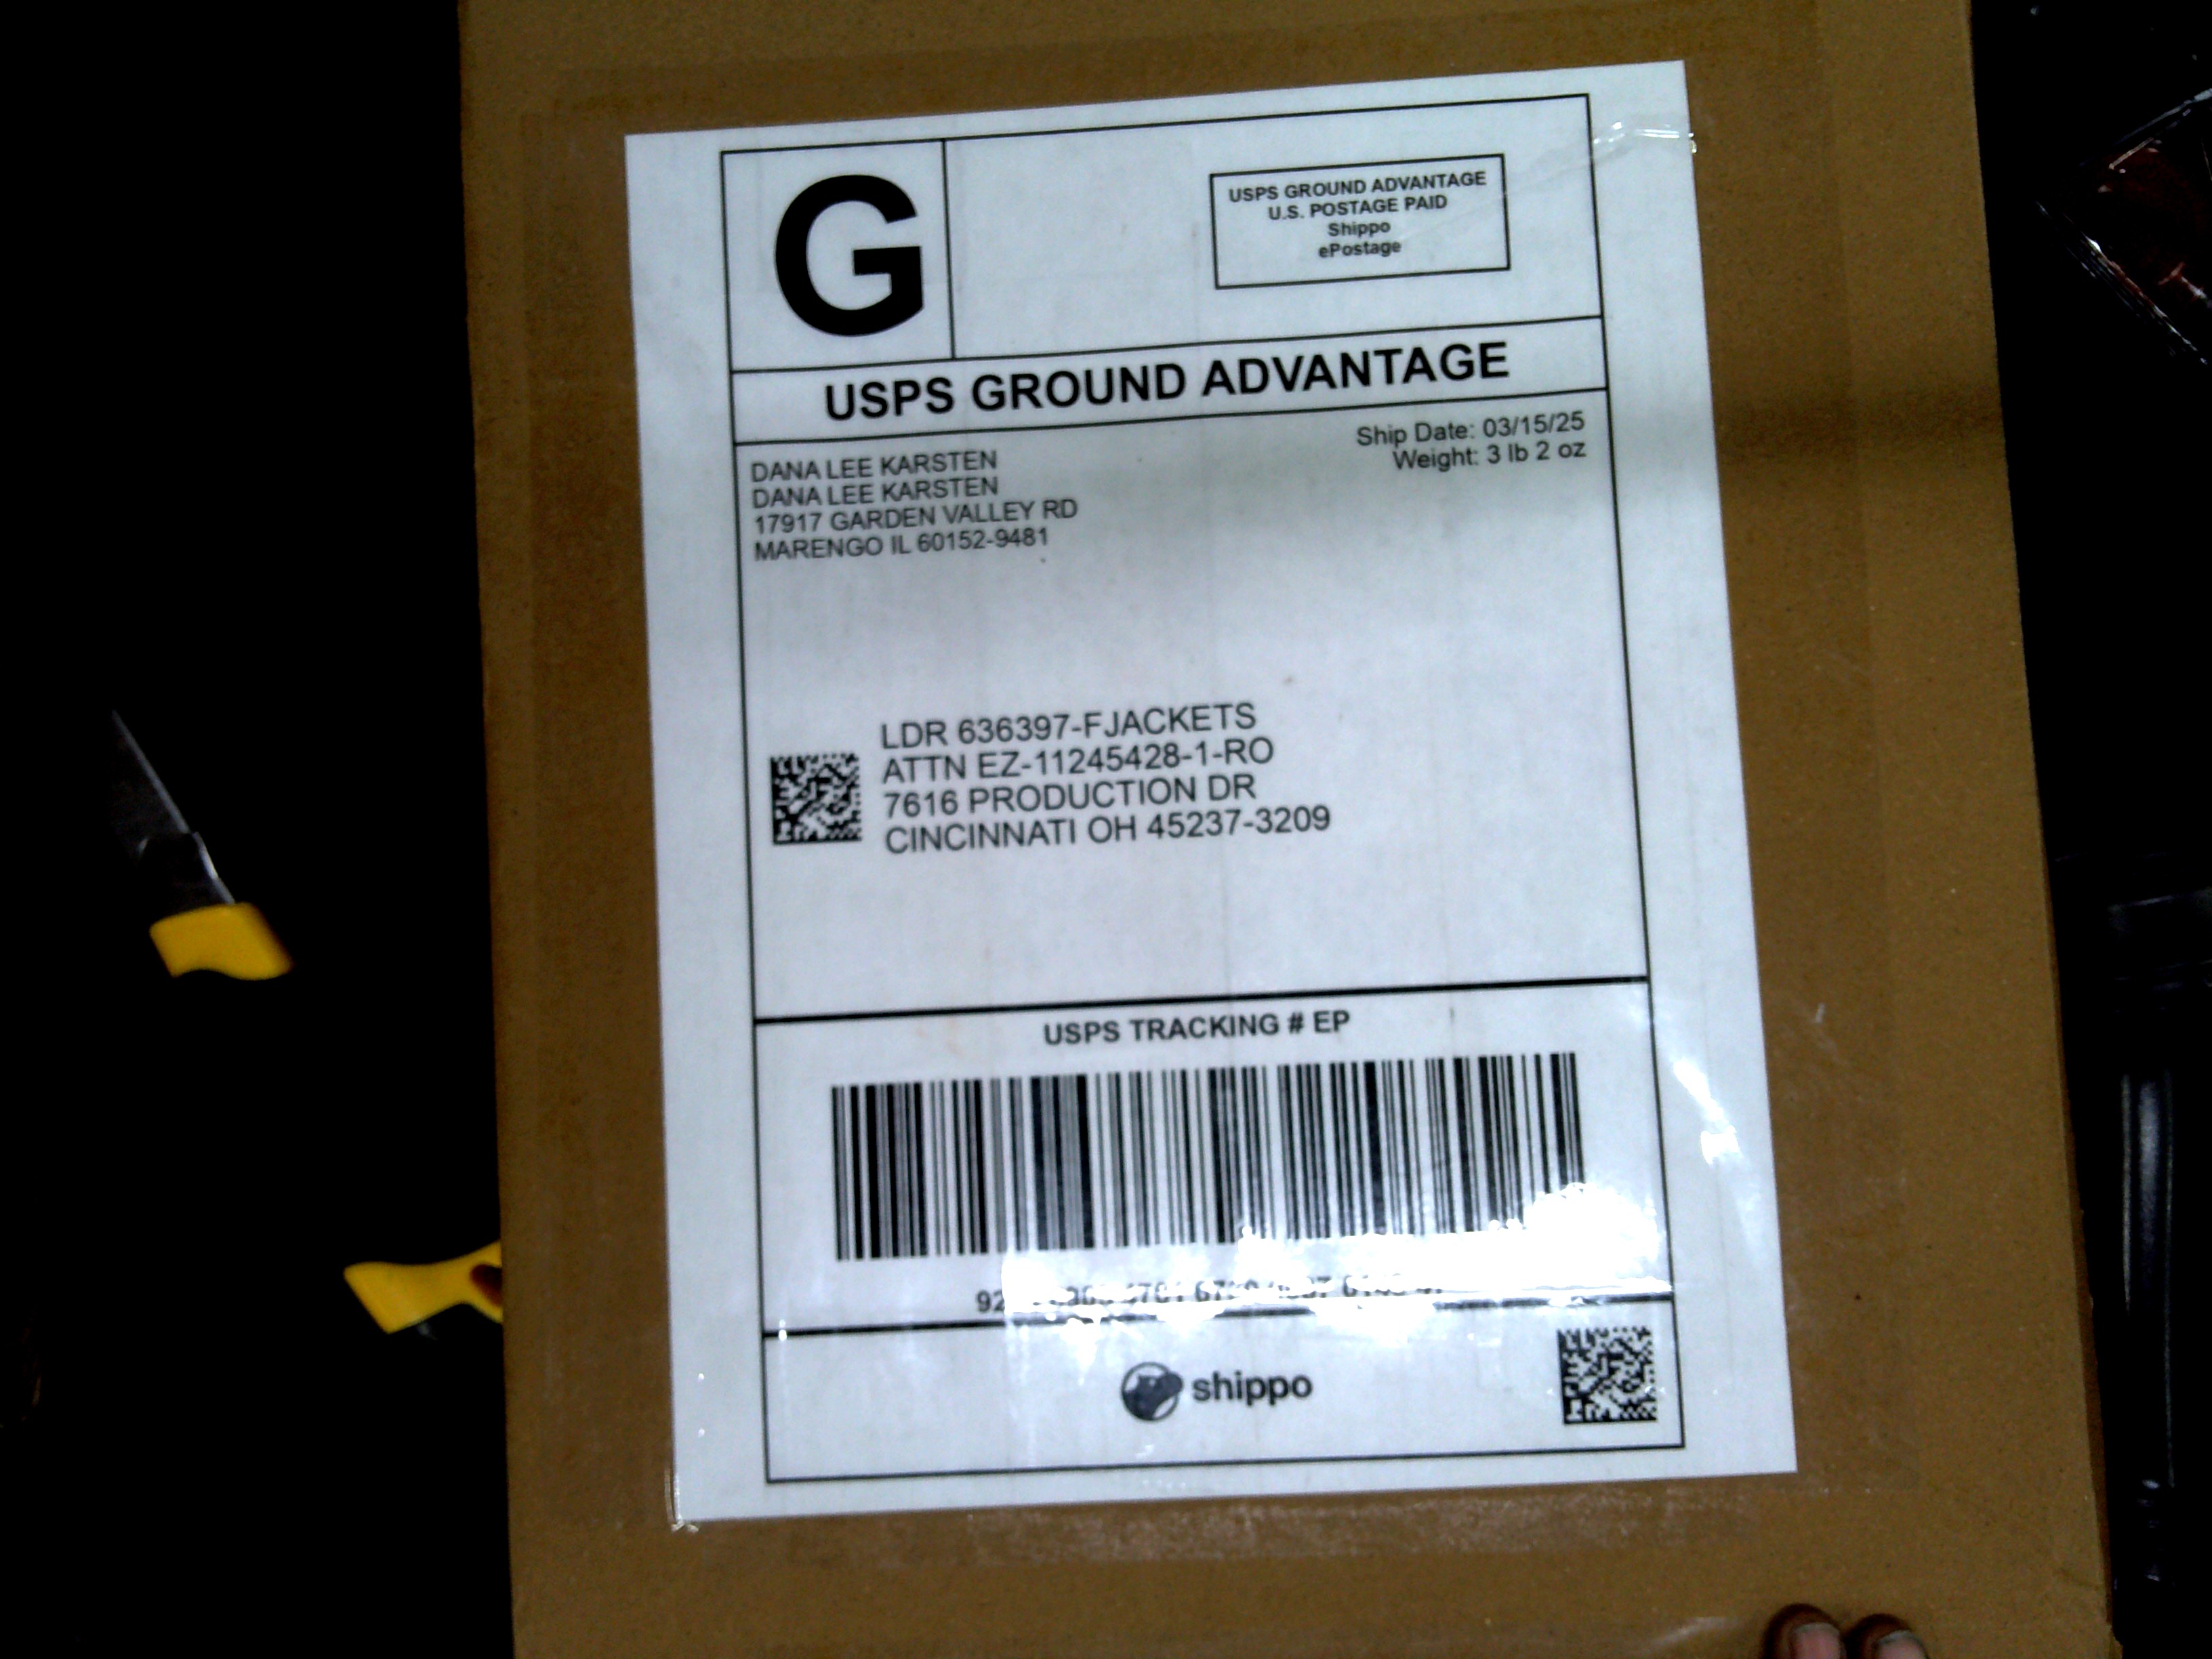 G
USPS GROUND ADVANTAGE
U.S. POSTAGE PAID
Shippo
ePostage
USPS GROUND ADVANTAGE
Ship Date: 03/15/25
Weight: 3 lb 2 oz
DANA LEE KARSTEN
DANA LEE KARSTEN
17917 GARDEN VALLEY RD
MARENGO IL 60152-9481
LDR 636397-FJACKETS
ATTN EZ-11245428-1-RO
7616 PRODUCTION DR
CINCINNATI OH 45237-3209
USPS TRACKING # EP
shippo